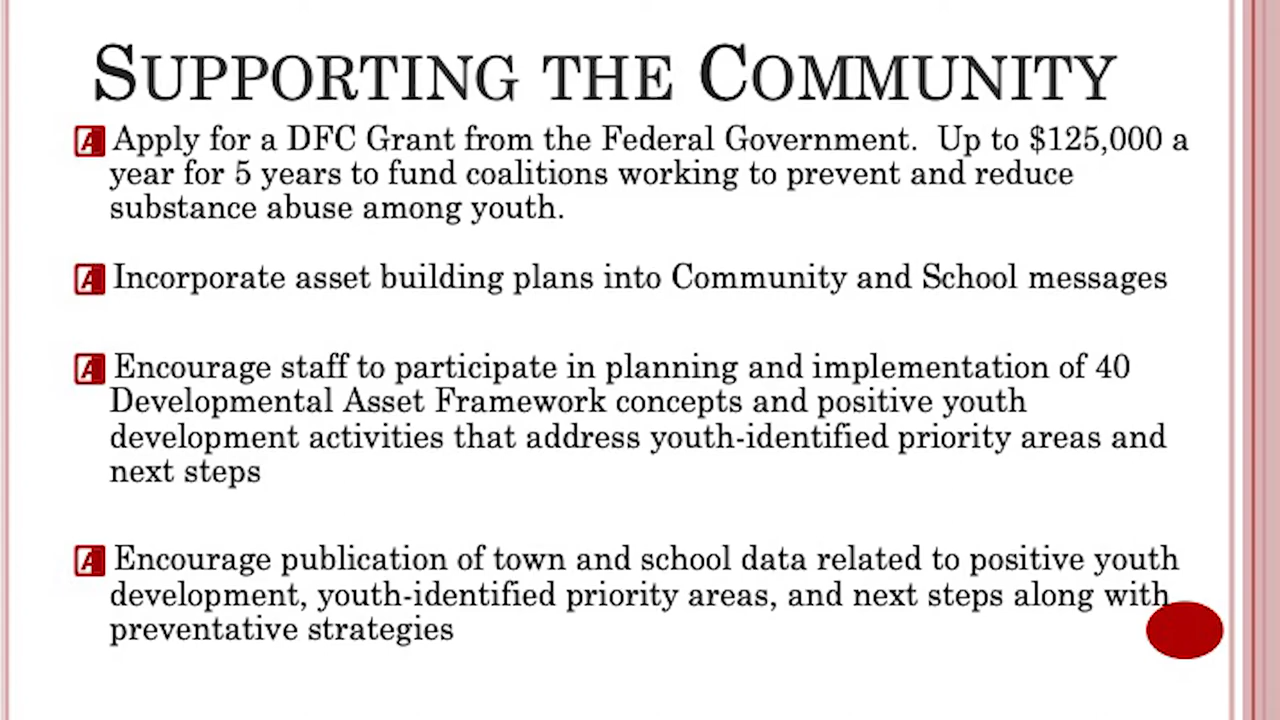 SUPPORTING THE COMMUNITY
Apply for a DFC Grant from the Federal Government.  Up to $125,000 a
year for 5 years to fund coalitions working to prevent and reduce
substance abuse among youth.
Incorporate asset building plans into Community and School messages
Encourage staff to participate in planning and implementation of 40
Developmental Asset Framework concepts and positive youth
development activities that address youth-identified priority areas and
next steps
Encourage publication of town and school data related to positive youth
development, youth-identified priority areas, and next steps along with
preventative strategies